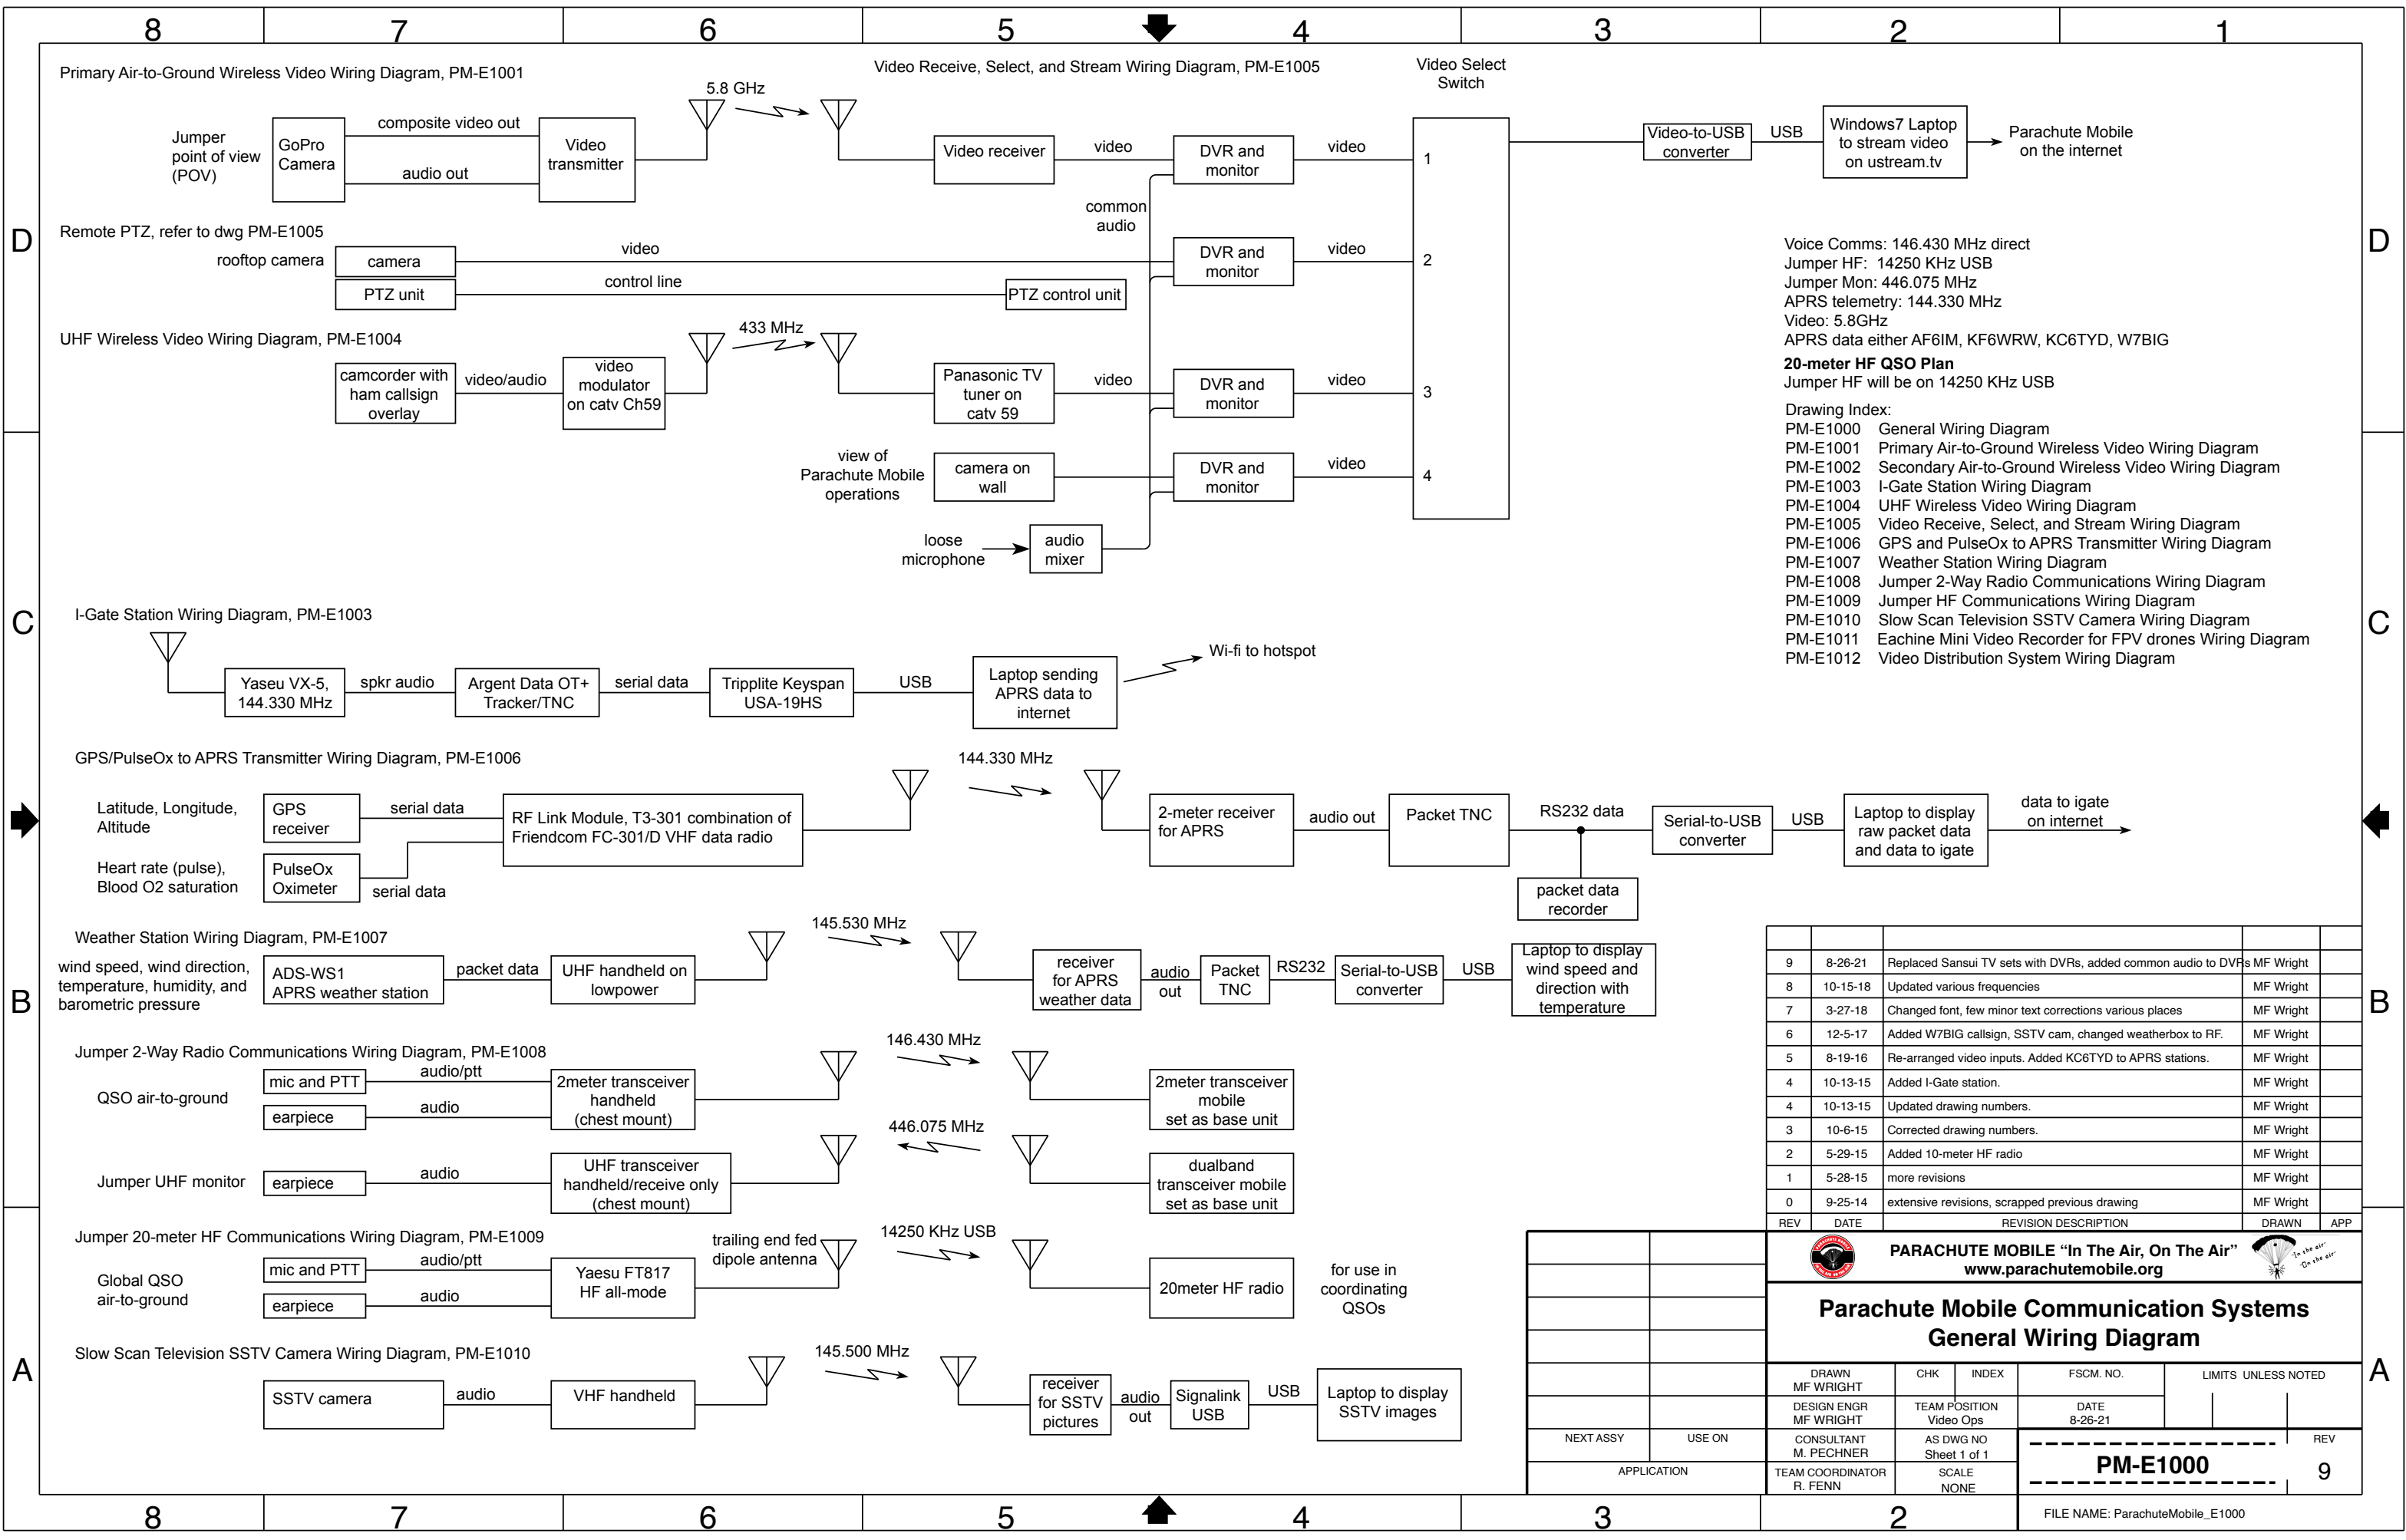 8 7 6 5 4 3 2 1
Primary Air-to-Ground Wireless Video Wiring Diagram, PM-E1001
Video Receive, Select, and Stream Wiring Diagram, PM-E1005
Video Select
Switch
5.8 GHz
Jumper
point of view
(POV)
GoPro
Camera
composite video out
audio out
Video
transmitter
Video receiver
video
DVR and
monitor
video
1
Video-to-USB
converter
USB
Windows7 Laptop
to stream video
on ustream.tv
Parachute Mobile
on the internet
common
audio
D
D
Remote PTZ, refer to dwg PM-E1005
rooftop camera
camera
video
DVR and
monitor
video
2
PTZ unit
control line
PTZ control unit
UHF Wireless Video Wiring Diagram, PM-E1004
433 MHz
camcorder with
ham callsign
overlay
video/audio
video
modulator
on catv Ch59
Panasonic TV
tuner on
catv 59
video
DVR and
monitor
video
3
view of
Parachute Mobile
operations
camera on
wall
DVR and
monitor
video
4
loose
microphone
audio
mixer
Voice Comms: 146.430 MHz direct
Jumper HF: 14250 KHz USB
Jumper Mon: 446.075 MHz
APRS telemetry: 144.330 MHz
Video: 5.8GHz
APRS data either AF6IM, KF6WRW, KC6TYD, W7BIG
20-meter HF QSO Plan
Jumper HF will be on 14250 KHz USB
Drawing Index:
PM-E1000 General Wiring Diagram
PM-E1001 Primary Air-to-Ground Wireless Video Wiring Diagram
PM-E1002 Secondary Air-to-Ground Wireless Video Wiring Diagram
PM-E1003 I-Gate Station Wiring Diagram
PM-E1004 UHF Wireless Video Wiring Diagram
PM-E1005 Video Receive, Select, and Stream Wiring Diagram
PM-E1006 GPS and PulseOx to APRS Transmitter Wiring Diagram
PM-E1007 Weather Station Wiring Diagram
PM-E1008 Jumper 2-Way Radio Communications Wiring Diagram
PM-E1009 Jumper HF Communications Wiring Diagram
PM-E1010 Slow Scan Television SSTV Camera Wiring Diagram
PM-E1011 Eachine Mini Video Recorder for FPV drones Wiring Diagram
PM-E1012 Video Distribution System Wiring Diagram
C
C
I-Gate Station Wiring Diagram, PM-E1003
Yaseu VX-5,
144.330 MHz
spkr audio
Argent Data OT+
Tracker/TNC
serial data
Tripplite Keyspan
USA-19HS
USB
Laptop sending
APRS data to
internet
Wi-fi to hotspot
GPS/PulseOx to APRS Transmitter Wiring Diagram, PM-E1006
144.330 MHz
Latitude, Longitude,
Altitude
GPS
receiver
serial data
RF Link Module, T3-301 combination of
Friendcom FC-301/D VHF data radio
Heart rate (pulse),
Blood O2 saturation
PulseOx
Oximeter
serial data
2-meter receiver
for APRS
audio out
Packet TNC
RS232 data
packet data
recorder
Serial-to-USB
converter
USB
Laptop to display
raw packet data
and data to igate
data to igate
on internet
Weather Station Wiring Diagram, PM-E1007
145.530 MHz
wind speed, wind direction,
temperature, humidity, and
barometric pressure
ADS-WS1
APRS weather station
packet data
UHF handheld on
lowpower
receiver
for APRS
weather data
audio
out
Packet
TNC
RS232
Serial-to-USB
converter
USB
Laptop to display
wind speed and
direction with
temperature
B
B
Jumper 2-Way Radio Communications Wiring Diagram, PM-E1008
146.430 MHz
QSO air-to-ground
mic and PTT
audio/ptt
earpiece
audio
2meter transceiver
handheld
(chest mount)
2meter transceiver
mobile
set as base unit
446.075 MHz
Jumper UHF monitor
earpiece
audio
UHF transceiver
handheld/receive only
(chest mount)
dualband
transceiver mobile
set as base unit
Jumper 20-meter HF Communications Wiring Diagram, PM-E1009
trailing end fed
dipole antenna
14250 KHz USB
Global QSO
air-to-ground
mic and PTT
audio/ptt
earpiece
audio
Yaesu FT817
HF all-mode
20meter HF radio
for use in
coordinating
QSOs
A
A
Slow Scan Television SSTV Camera Wiring Diagram, PM-E1010
145.500 MHz
SSTV camera
audio
VHF handheld
receiver
for SSTV
pictures
audio
out
Signalink
USB
USB
Laptop to display
SSTV images
9 8-26-21 Replaced Sansui TV sets with DVRs, added common audio to DVRs MF Wright
8 10-15-18 Updated various frequencies MF Wright
7 3-27-18 Changed font, few minor text corrections various places MF Wright
6 12-5-17 Added W7BIG callsign, SSTV cam, changed weatherbox to RF. MF Wright
5 8-19-16 Re-arranged video inputs. Added KC6TYD to APRS stations. MF Wright
4 10-13-15 Added I-Gate station. MF Wright
4 10-13-15 Updated drawing numbers. MF Wright
3 10-6-15 Corrected drawing numbers. MF Wright
2 5-29-15 Added 10-meter HF radio MF Wright
1 5-28-15 more revisions MF Wright
0 9-25-14 extensive revisions, scrapped previous drawing MF Wright
REV DATE REVISION DESCRIPTION DRAWN APP
PARACHUTE MOBILE “In The Air, On The Air”
www.parachutemobile.org
"In the air-
-On the air"
Parachute Mobile Communication Systems
General Wiring Diagram
DRAWN
MF WRIGHT
CHK
INDEX
FSCM. NO.
LIMITS UNLESS NOTED
DESIGN ENGR
MF WRIGHT
TEAM POSITION
Video Ops
DATE
8-26-21
CONSULTANT
M. PECHNER
AS DWG NO
Sheet 1 of 1
PM-E1000
REV
9
TEAM COORDINATOR
R. FENN
SCALE
NONE
NEXT ASSY
USE ON
APPLICATION
FILE NAME: ParachuteMobile_E1000
8 7 6 5 4 3 2